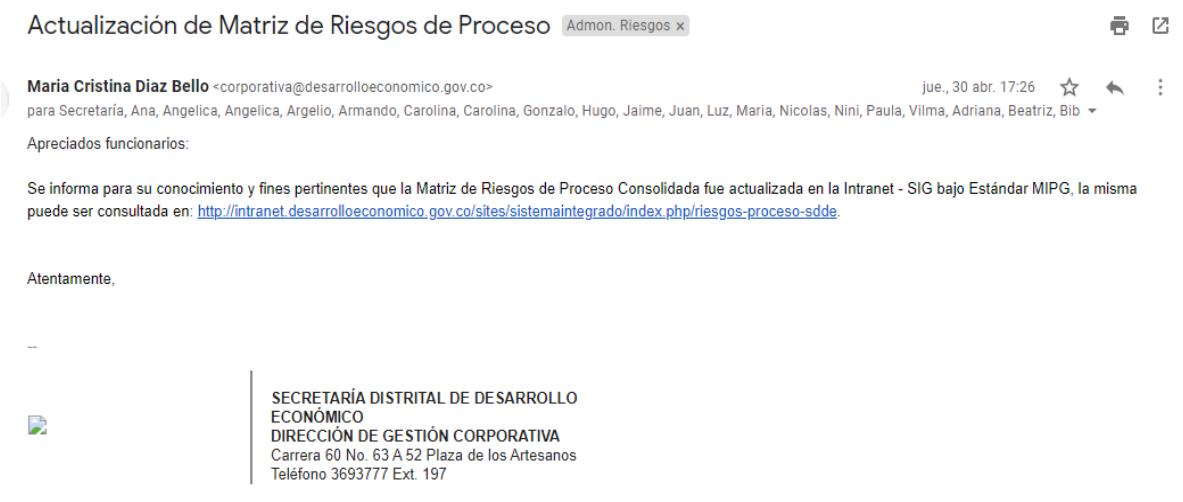 Actualización de Matriz de Riesgos de Proceso Admon. Riesgos x
Maria Cristina Diaz Bello <corporativa@desarrolloeconomico.gov.co> jue., 30 abr. 17:26
para Secretaría, Ana, Angelica, Angelica, Argelio, Armando, Carolina, Carolina, Gonzalo, Hugo, Jaime, Juan, Luz, Maria, Nicolas, Nini, Paula, Vilma, Adriana, Beatriz, Bib
Apreciados funcionarios:
Se informa para su conocimiento y fines pertinentes que la Matriz de Riesgos de Proceso Consolidada fue actualizada en la Intranet - SIG bajo Estándar MIPG, la misma
puede ser consultada en: http://intranet.desarrolloeconomico.gov.co/sites/sistemaintegrado/index.php/riesgos-proceso-sdde.
Atentamente,
--
SECRETARÍA DISTRITAL DE DESARROLLO
ECONÓMICO
DIRECCIÓN DE GESTIÓN CORPORATIVA
Carrera 60 No. 63 A 52 Plaza de los Artesanos
Teléfono 3693777 Ext. 197